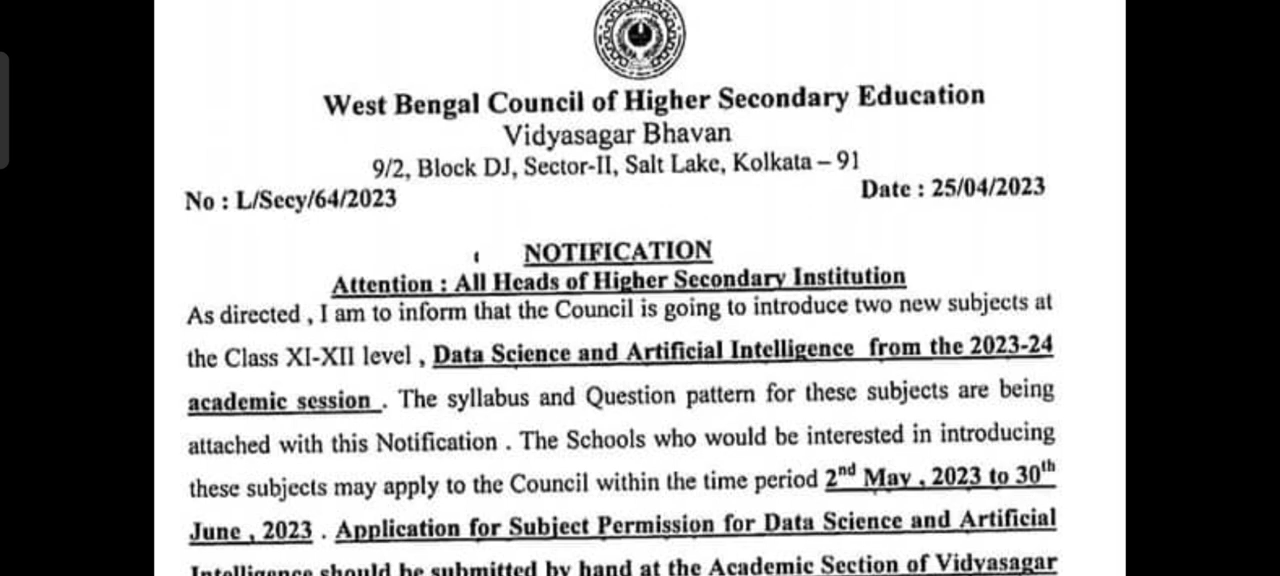 West Bengal Council of Higher Secondary Education
Vidyasagar Bhavan
9/2, Block DJ, Sector-II, Salt Lake, Kolkata – 91
No : L/Secy/64/2023
Date : 25/04/2023
NOTIFICATION
Attention : All Heads of Higher Secondary Institution
As directed , I am to inform that the Council is going to introduce two new subjects at
the Class XI-XII level , Data Science and Artificial Intelligence from the 2023-24
academic session . The syllabus and Question pattern for these subjects are being
attached with this Notification . The Schools who would be interested in introducing
these subjects may apply to the Council within the time period 2nd May , 2023 to 30th
June , 2023 . Application for Subject Permission for Data Science and Artificial
Intelligence should be submitted by hand at the Academic Section of Vidyasagar